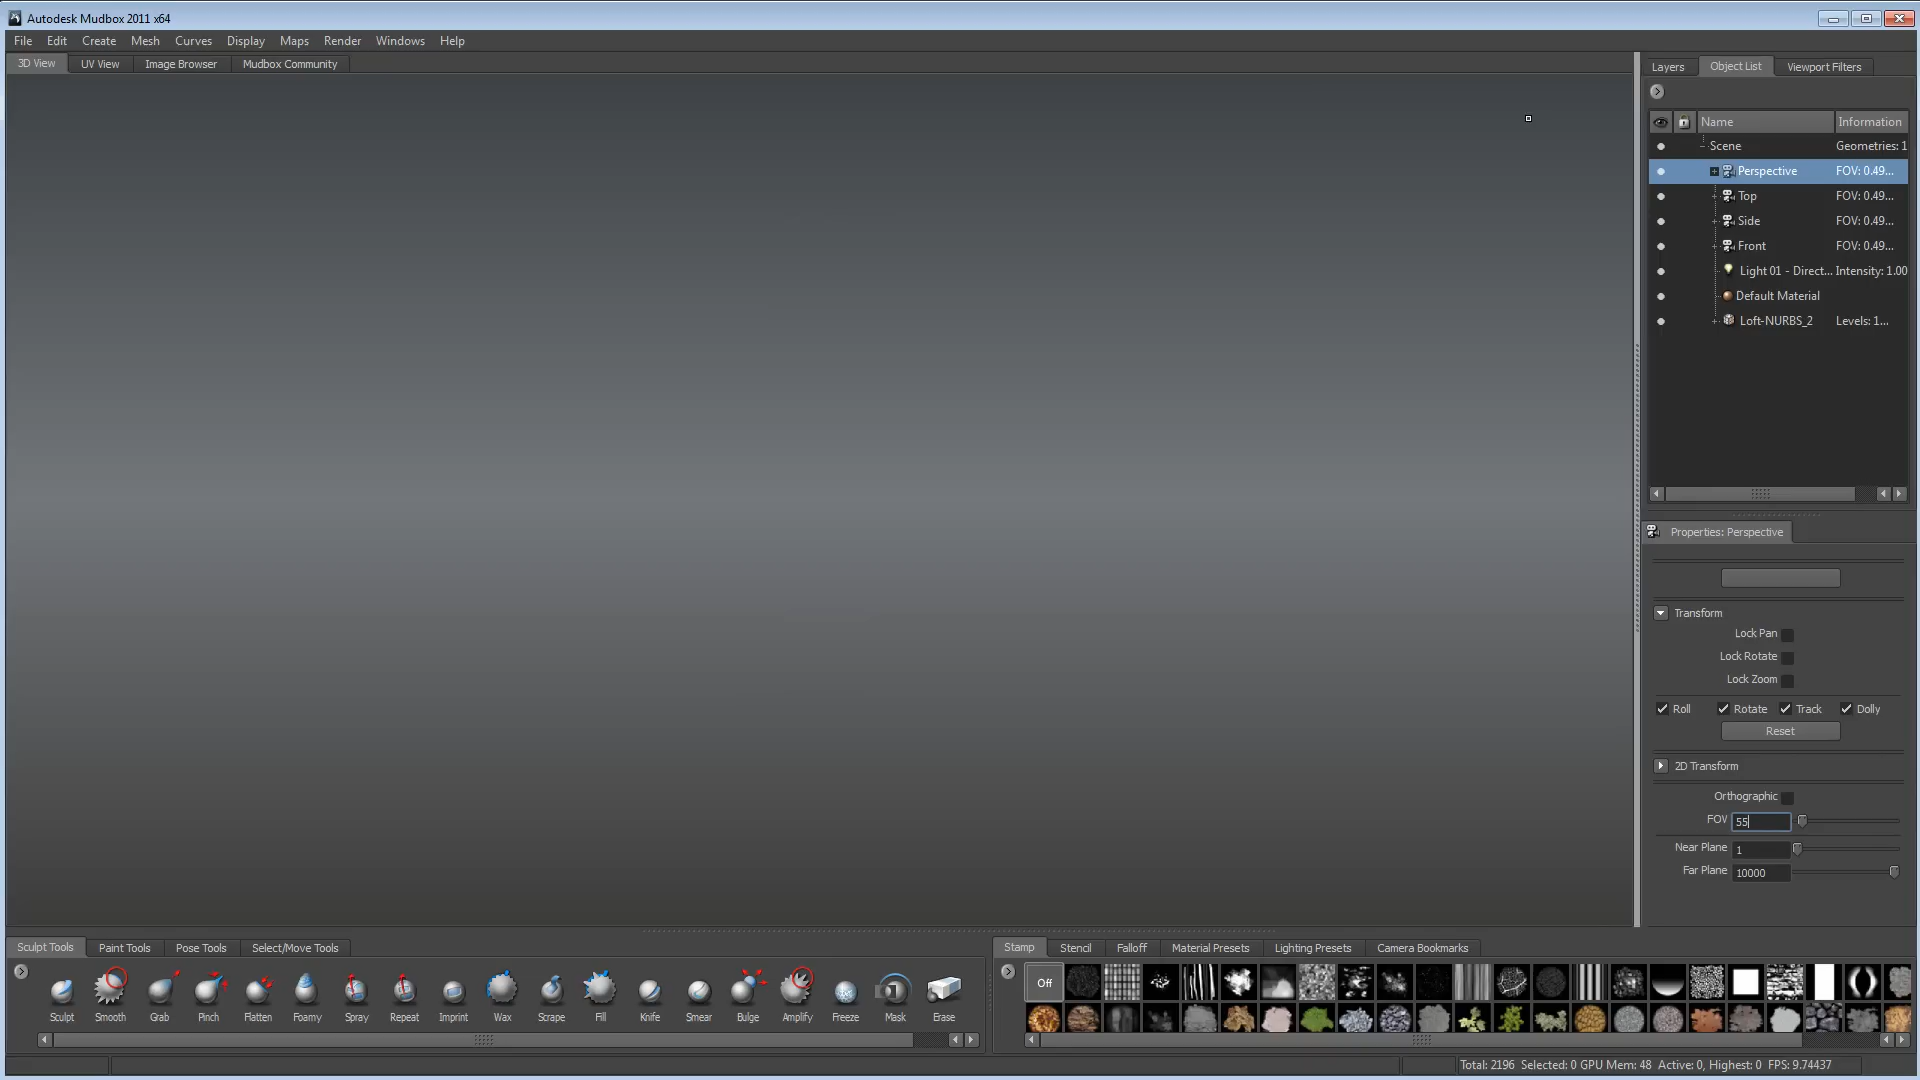 Autodesk Mudbox 2011 x64
File Edit Create Mesh Curves Display Maps Render Windows Help
3D View UV View Image Browser Mudbox Community
Layers Object List Viewport Filters
Name Information
Scene Geometries: 1
Perspective FOV: 0.49...
Top FOV: 0.49...
Side FOV: 0.49...
Front FOV: 0.49...
Light 01 - Direct... Intensity: 1.00
Default Material
Loft-NURBS_2 Levels: 1...
Properties: Perspective
Transform
Lock Pan
Lock Rotate
Lock Zoom
Roll Rotate Track Dolly
Reset
2D Transform
Orthographic
FOV 55
Near Plane 1
Far Plane 10000
Sculpt Tools Paint Tools Pose Tools Select/Move Tools
Sculpt Smooth Grab Pinch Flatten Foamy Spray Repeat Imprint Wax Scrape Fill Knife Smear Bulge Amplify Freeze Mask Erase
Stamp Stencil Falloff Material Presets Lighting Presets Camera Bookmarks
Off
Total: 2196 Selected: 0 GPU Mem: 48 Active: 0, Highest: 0 FPS: 9.74437